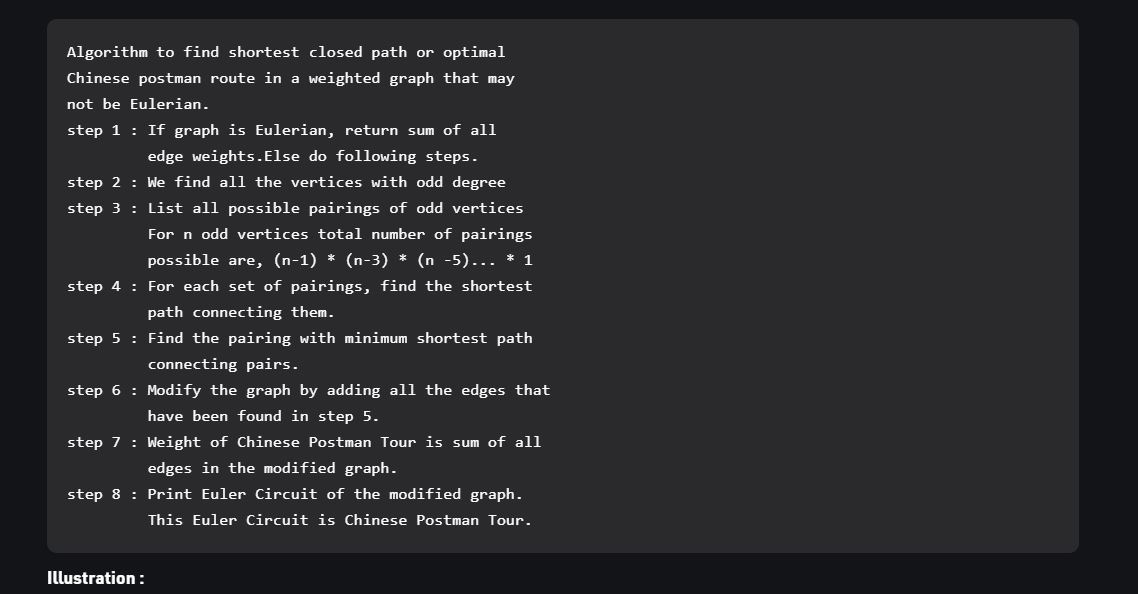 Algorithm to find shortest closed path or optimal
Chinese postman route in a weighted graph that may
not be Eulerian.
step 1 : If graph is Eulerian, return sum of all
edge weights.Else do following steps.
step 2 : We find all the vertices with odd degree
step 3 : List all possible pairings of odd vertices
For n odd vertices total number of pairings
possible are, (n-1) * (n-3) * (n -5)... * 1
step 4 : For each set of pairings, find the shortest
path connecting them.
step 5 : Find the pairing with minimum shortest path
connecting pairs.
step 6 : Modify the graph by adding all the edges that
have been found in step 5.
step 7 : Weight of Chinese Postman Tour is sum of all
edges in the modified graph.
step 8 : Print Euler Circuit of the modified graph.
This Euler Circuit is Chinese Postman Tour.
Illustration :